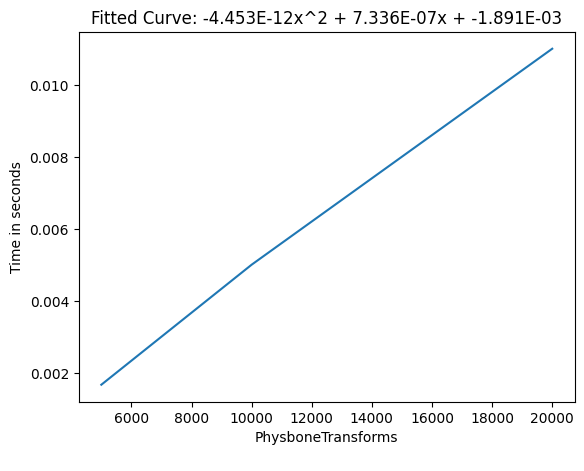 Fitted Curve: -4.453E-12x^2 + 7.336E-07x + -1.891E-03
0.010
0.008
0.006
0.004
0.002
Time in seconds
6000 8000 10000 12000 14000 16000 18000 20000
PhysboneTransforms